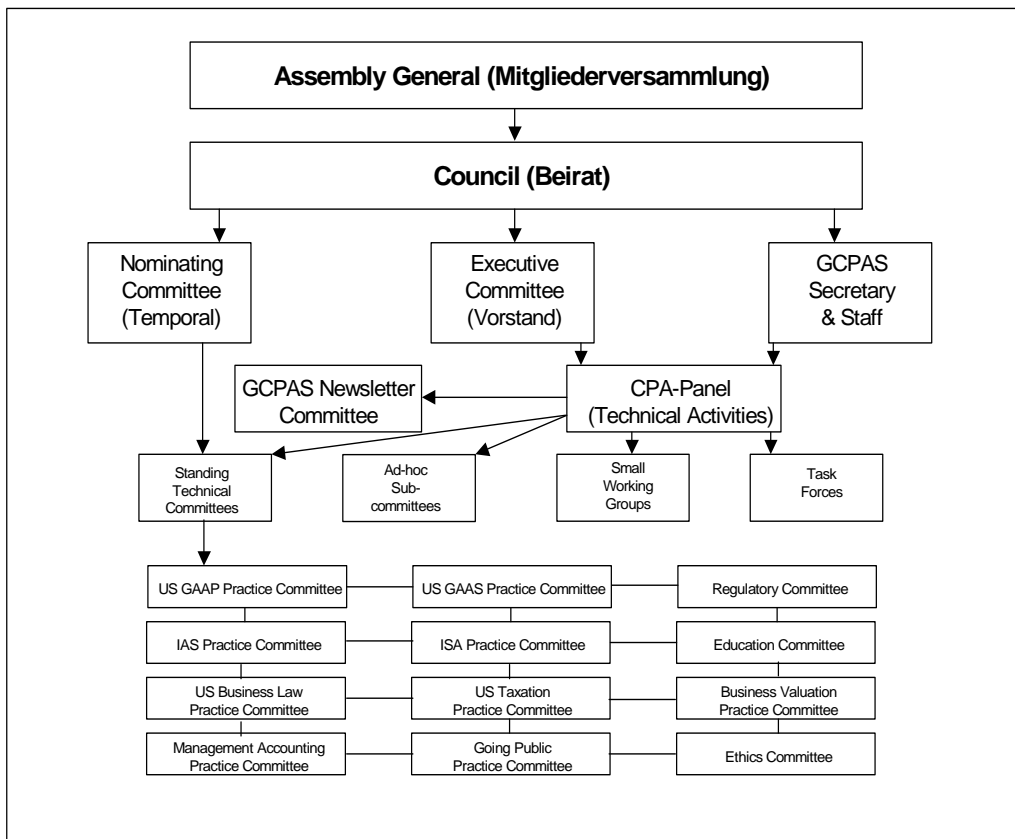 Assembly General (Mitgliederversammlung)
Council (Beirat)
Nominating
Committee
(Temporal)
Executive
Committee
(Vorstand)
GCPAS
Secretary
& Staff
GCPAS Newsletter
Committee
CPA-Panel
(Technical Activities)
Standing
Technical
Committees
Ad-hoc
Sub-
committees
Small
Working
Groups
Task
Forces
US GAAP Practice Committee
US GAAS Practice Committee
Regulatory Committee
IAS Practice Committee
ISA Practice Committee
Education Committee
US Business Law
Practice Committee
US Taxation
Practice Committee
Business Valuation
Practice Committee
Management Accounting
Practice Committee
Going Public
Practice Committee
Ethics Committee